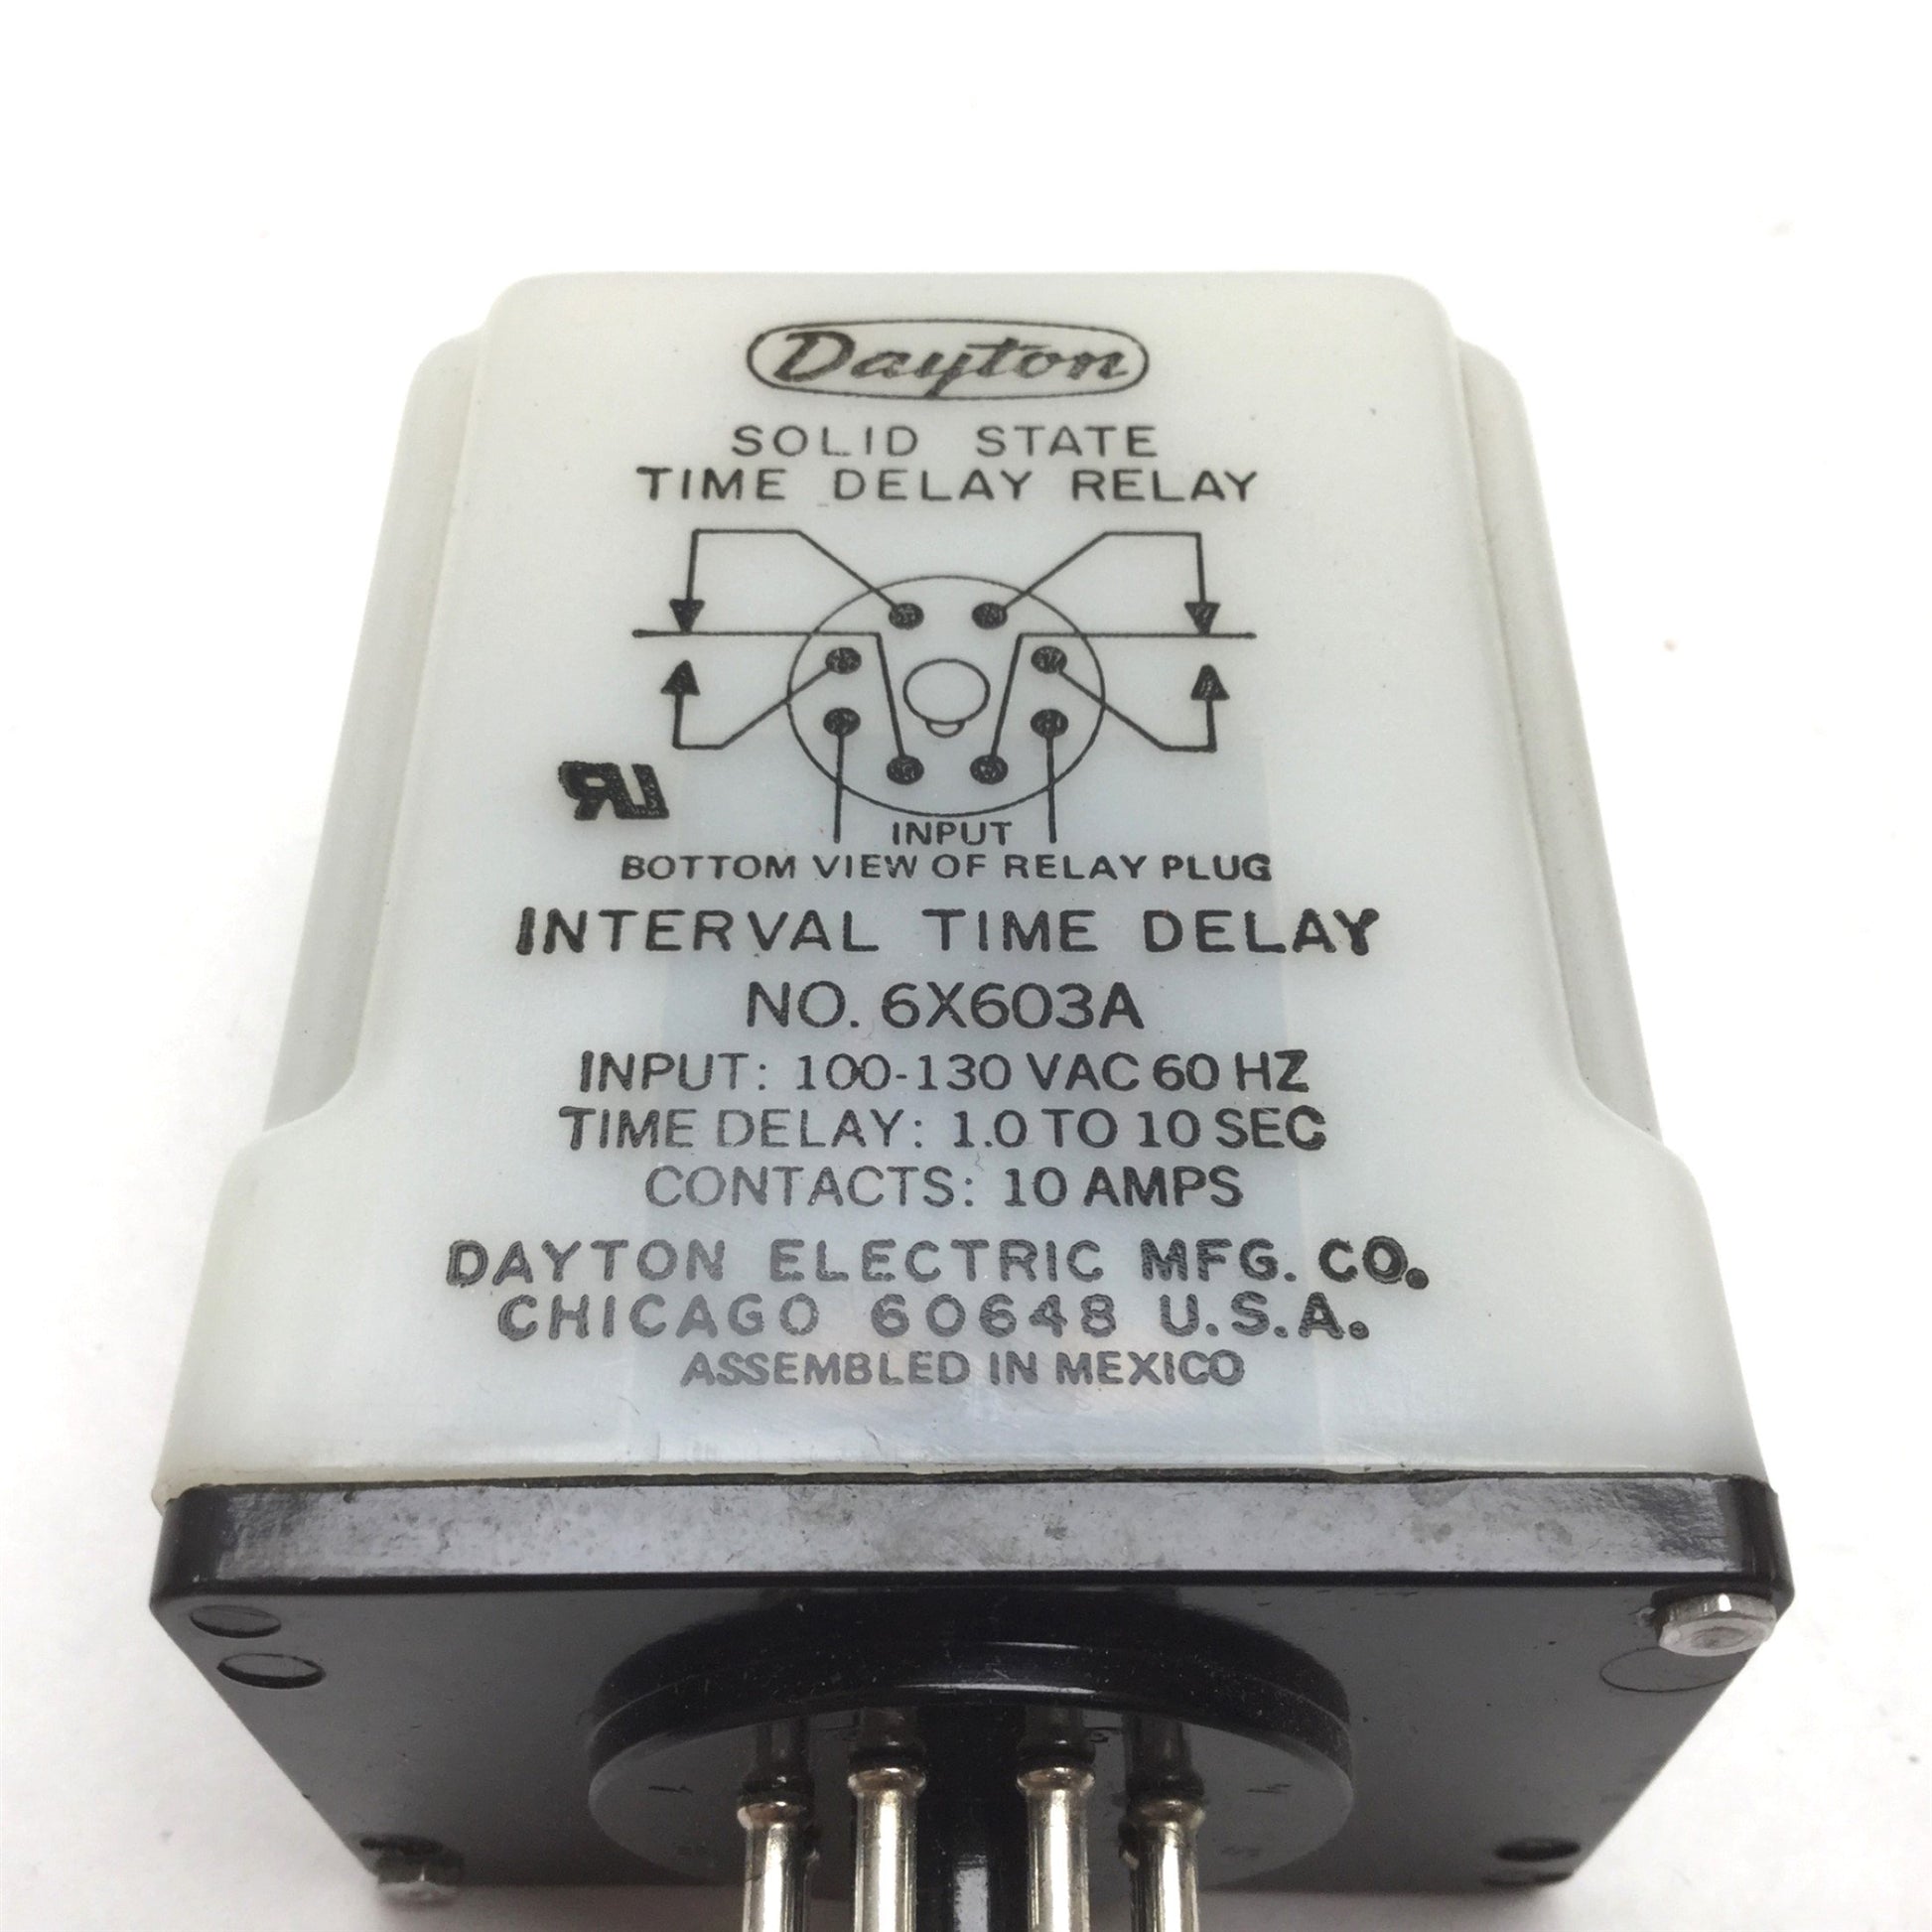 Dayton
SOLID STATE
TIME DELAY RELAY
INPUT
BOTTOM VIEW OF RELAY PLUG
INTERVAL TIME DELAY
NO. 6X603A
INPUT: 100-130 VAC 60 HZ
TIME DELAY: 1.0 TO 10 SEC
CONTACTS: 10 AMPS
DAYTON ELECTRIC MFG. CO.
CHICAGO 60648 U.S.A.
ASSEMBLED IN MEXICO